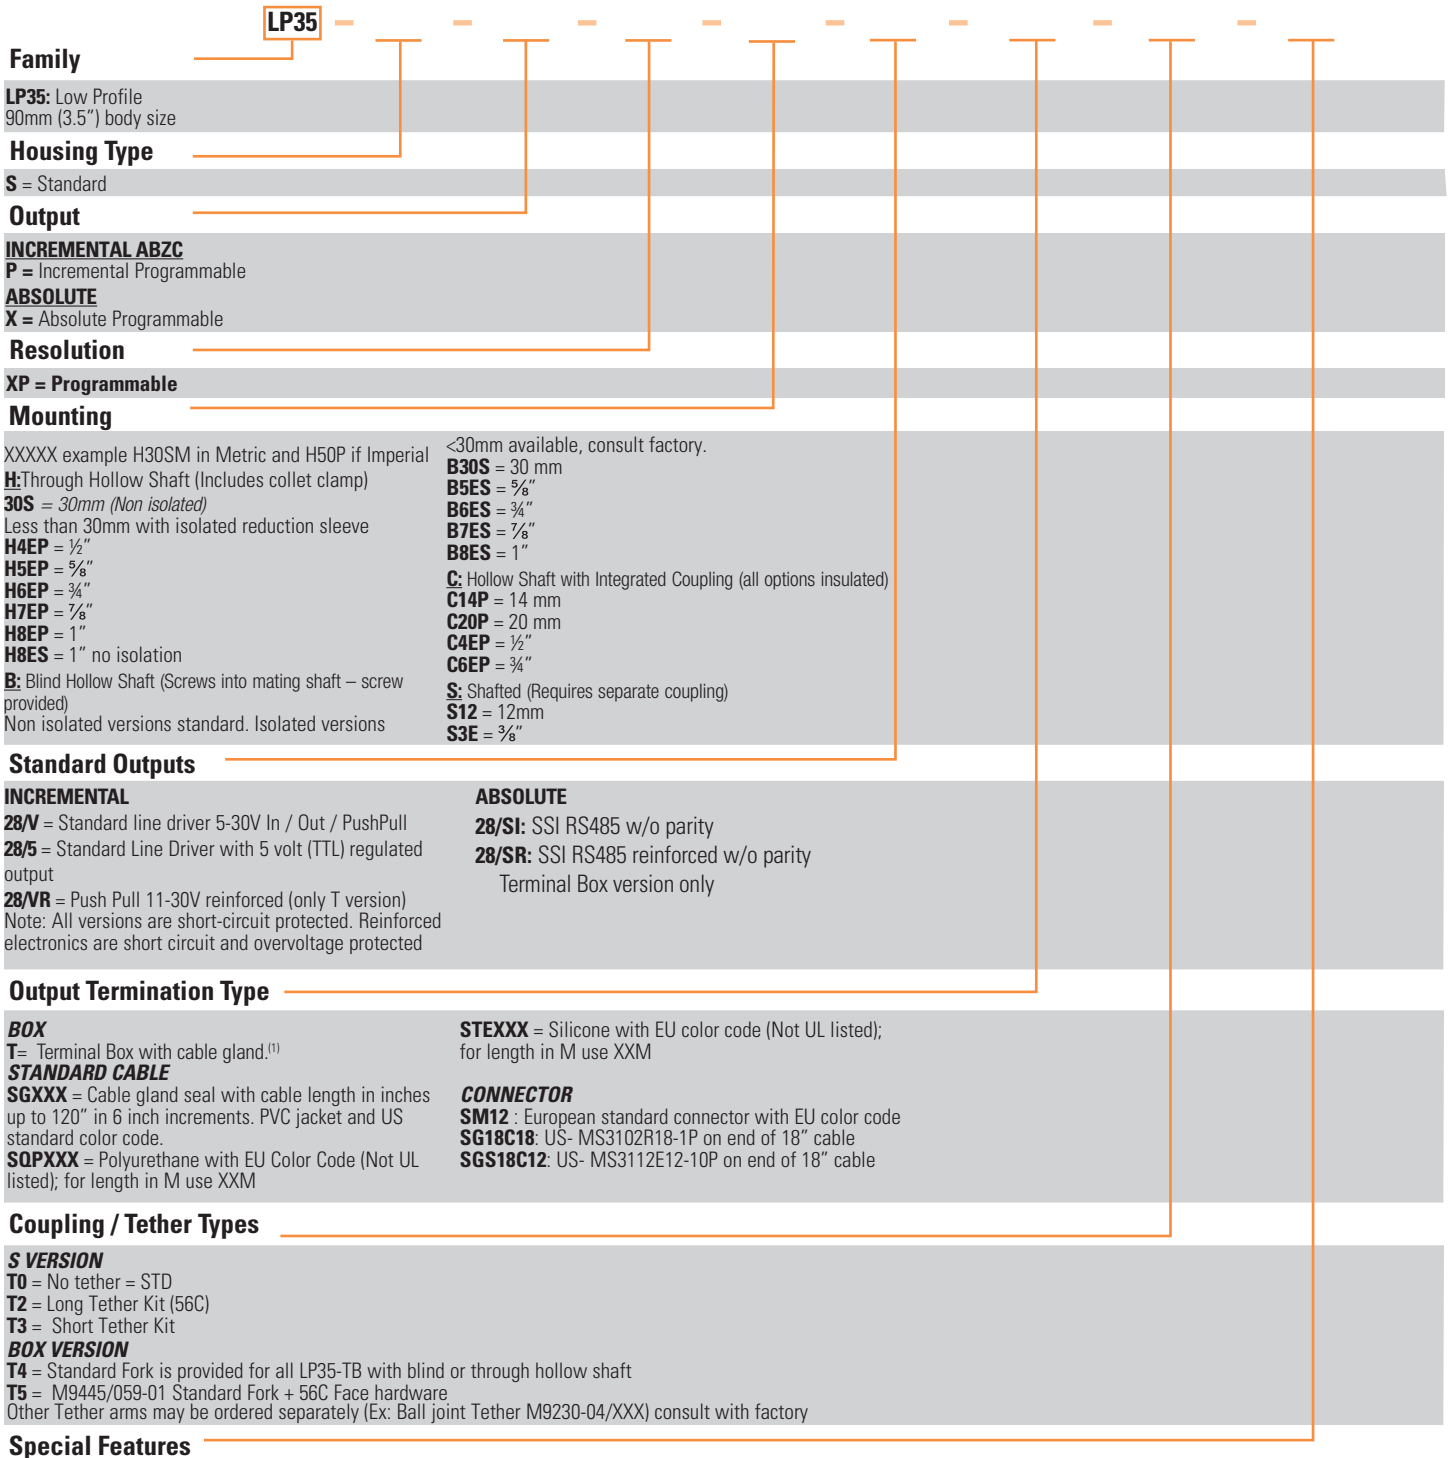 LP35 – – – – – – – –
Family
LP35: Low Profile
90mm (3.5”) body size
Housing Type
S = Standard
Output
INCREMENTAL ABZC
P = Incremental Programmable
ABSOLUTE
X = Absolute Programmable
Resolution
XP = Programmable
Mounting
XXXXX example H30SM in Metric and H50P if Imperial
H:Through Hollow Shaft (Includes collet clamp)
30S = 30mm (Non isolated)
Less than 30mm with isolated reduction sleeve
H4EP = ½”
H5EP = ⅝”
H6EP = ¾”
H7EP = ⅞”
H8EP = 1”
H8ES = 1” no isolation
B: Blind Hollow Shaft (Screws into mating shaft – screw
provided)
Non isolated versions standard. Isolated versions
<30mm available, consult factory.
B30S = 30 mm
B5ES = ⅝”
B6ES = ¾”
B7ES = ⅞”
B8ES = 1”
C: Hollow Shaft with Integrated Coupling (all options insulated)
C14P = 14 mm
C20P = 20 mm
C4EP = ½”
C6EP = ¾”
S: Shafted (Requires separate coupling)
S12 = 12mm
S3E = ⅜”
Standard Outputs
INCREMENTAL
28/V = Standard line driver 5-30V In / Out / PushPull
28/5 = Standard Line Driver with 5 volt (TTL) regulated
output
28/VR = Push Pull 11-30V reinforced (only T version)
Note: All versions are short-circuit protected. Reinforced
electronics are short circuit and overvoltage protected
ABSOLUTE
28/SI: SSI RS485 w/o parity
28/SR: SSI RS485 reinforced w/o parity
Terminal Box version only
Output Termination Type
BOX
T= Terminal Box with cable gland.(1)
STANDARD CABLE
SGXXX = Cable gland seal with cable length in inches
up to 120” in 6 inch increments. PVC jacket and US
standard color code.
SQPXXX = Polyurethane with EU Color Code (Not UL
listed); for length in M use XXM
STEXXX = Silicone with EU color code (Not UL listed);
for length in M use XXM
CONNECTOR
SM12 : European standard connector with EU color code
SG18C18: US- MS3102R18-1P on end of 18” cable
SGS18C12: US- MS3112E12-10P on end of 18” cable
Coupling / Tether Types
S VERSION
T0 = No tether = STD
T2 = Long Tether Kit (56C)
T3 = Short Tether Kit
BOX VERSION
T4 = Standard Fork is provided for all LP35-TB with blind or through hollow shaft
T5 = M9445/059-01 Standard Fork + 56C Face hardware
Other Tether arms may be ordered separately (Ex: Ball joint Tether M9230-04/XXX) consult with factory
Special Features